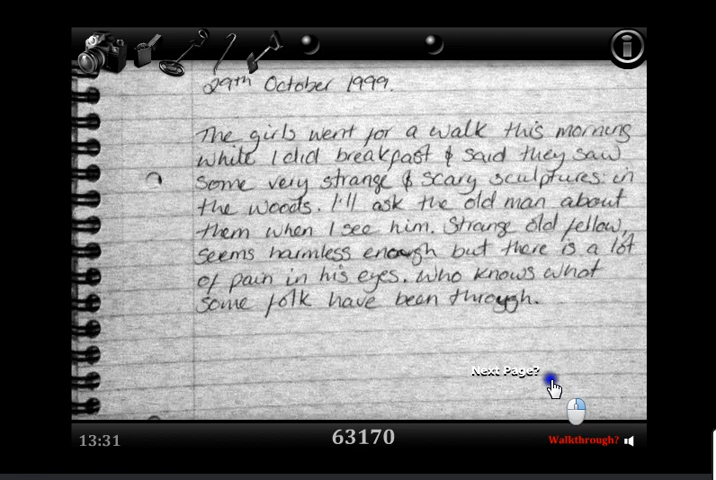 29th October 1999.
The girls went for a walk this morning
while I did breakfast & said they saw
some very strange & scary sculptures in
the woods. I'll ask the old man about
them when I see him. Strange old fellow,
seems harmless enough but there is a lot
of pain in his eyes. Who knows what
some folk have been through.
Next Page?
13:31
63170
Walkthrough?